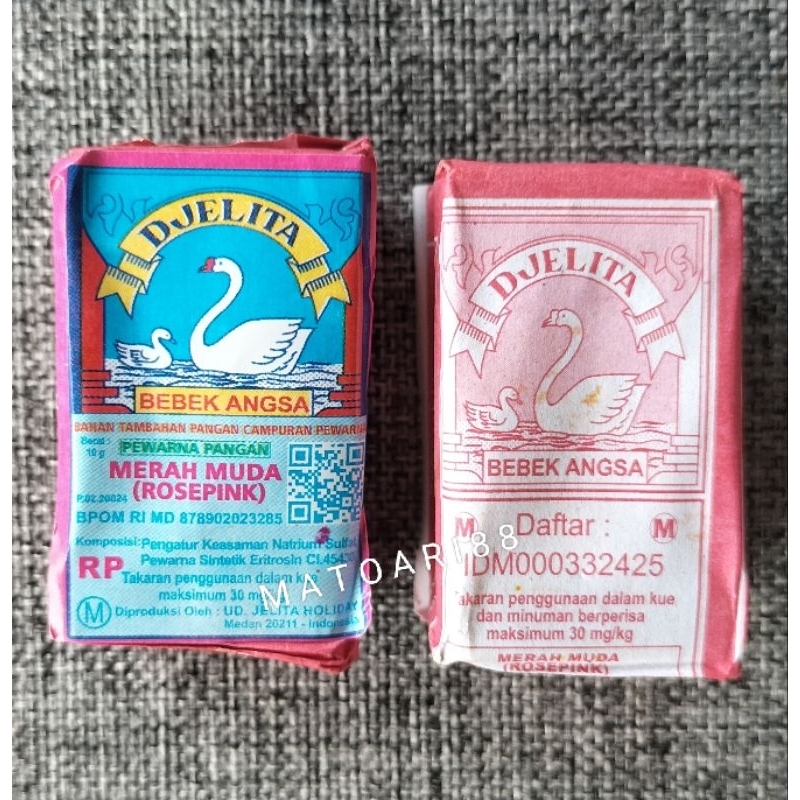 DJELITA
BEBEK ANGSA
BAHAN TAMBAHAN PANGAN CAMPURAN PEWARNA
Berat :
10 g
PEWARNA PANGAN
MERAH MUDA
(ROSEPINK)
P.02.20824
BPOM RI MD 878902023285
Komposisi: Pengatur Keasaman Natrium Sulfat
Pewarna Sintetik Eritrosin CI.454
RP
Takaran penggunaan dalam kue
maksimum 30
M
Diproduksi Oleh : UD. JELITA HOLIDAY
Medan 20211 - Indonesia
DJELITA
BEBEK ANGSA
M Daftar : M
IDM000332425
Takaran penggunaan dalam kue
dan minuman berperisa
maksimum 30 mg/kg
MERAH MUDA
(ROSEPINK)
MATOARI88